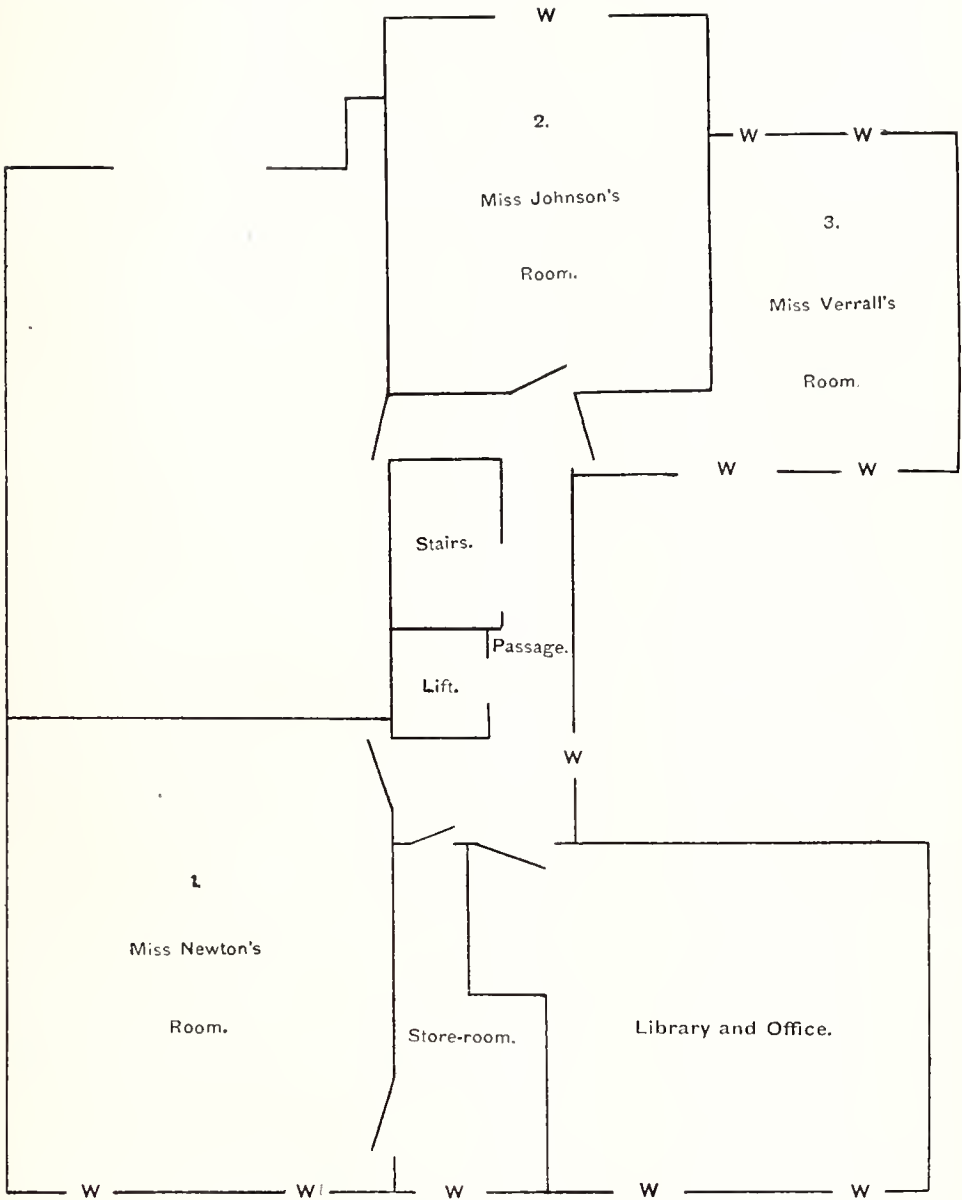 W
2.
Miss Johnson's
Room.
W W
3.
Miss Verrall's
Room.
W W
Stairs.
Passage.
Lift.
W
1.
Miss Newton's
Room.
Store-room.
Library and Office.
W W W W W